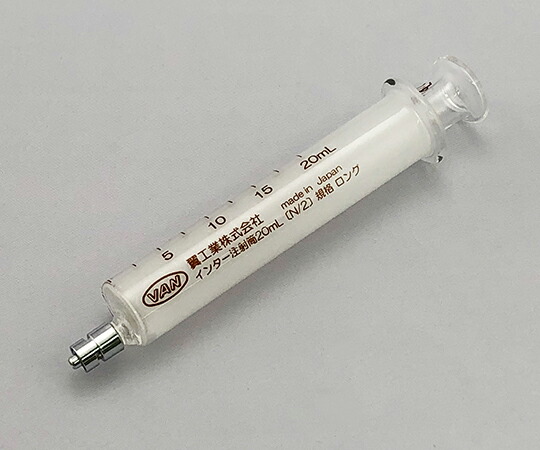 5 10 15 20mL
made in Japan
VAN
翼工業株式会社
インター注射筒20mL〔N/2〕規格 ロング